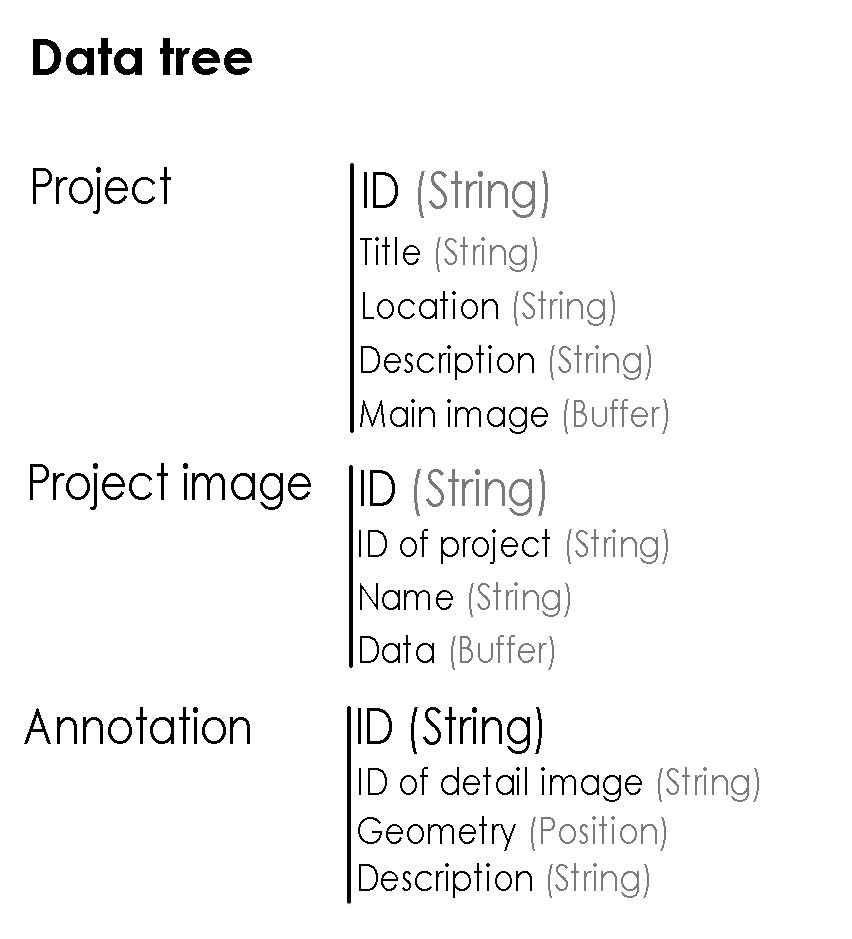 Data tree
Project
ID (String)
Title (String)
Location (String)
Description (String)
Main image (Buffer)
Project image
ID (String)
ID of project (String)
Name (String)
Data (Buffer)
Annotation
ID (String)
ID of detail image (String)
Geometry (Position)
Description (String)